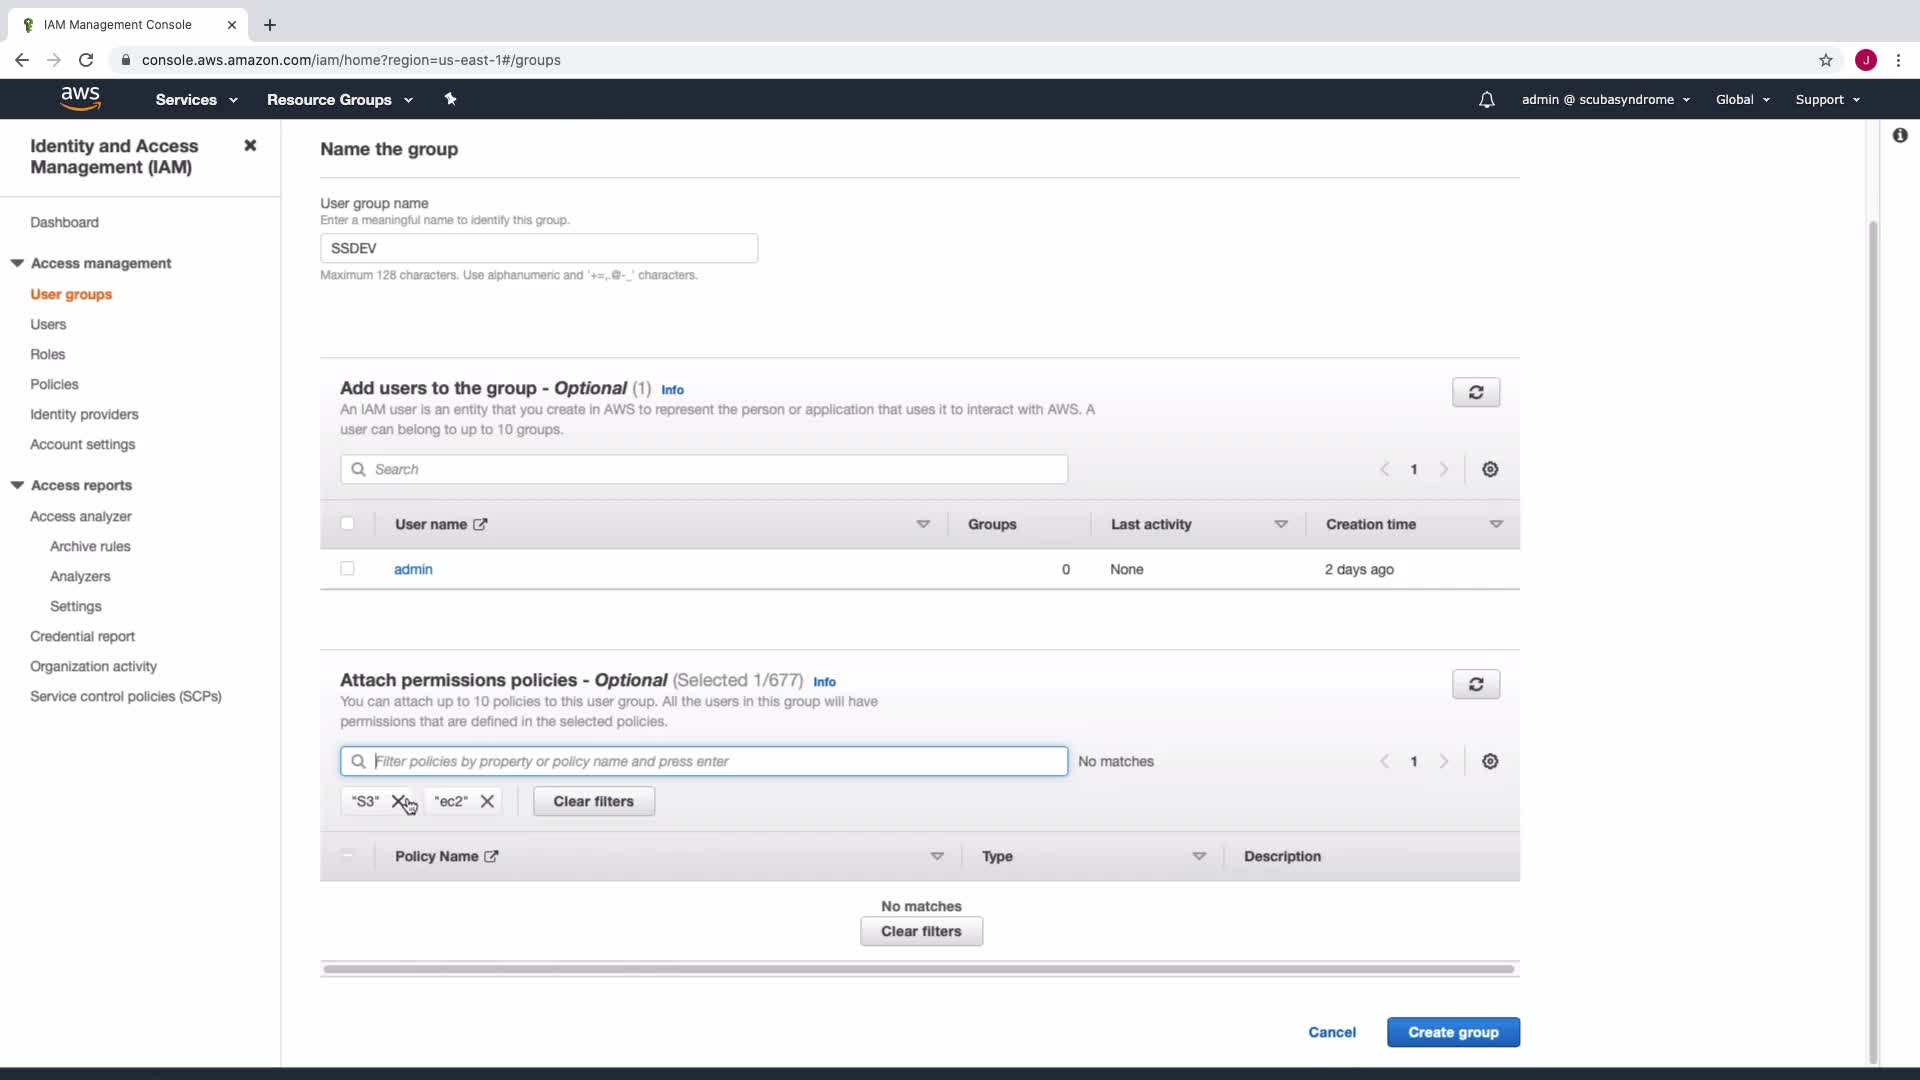 IAM Management Console
console.aws.amazon.com/iam/home?region=us-east-1#/groups
J
aws
Services
Resource Groups
admin @ scubasyndrome
Global
Support
Identity and Access
Management (IAM)
Dashboard
Access management
User groups
Users
Roles
Policies
Identity providers
Account settings
Access reports
Access analyzer
Archive rules
Analyzers
Settings
Credential report
Organization activity
Service control policies (SCPs)
Name the group
User group name
Enter a meaningful name to identify this group.
SSDEV
Maximum 128 characters. Use alphanumeric and '+=,.@-_' characters.
Add users to the group - Optional (1) Info
An IAM user is an entity that you create in AWS to represent the person or application that uses it to interact with AWS. A
user can belong to up to 10 groups.
Search
1
User name Groups Last activity Creation time
admin 0 None 2 days ago
Attach permissions policies - Optional (Selected 1/677) Info
You can attach up to 10 policies to this user group. All the users in this group will have
permissions that are defined in the selected policies.
Filter policies by property or policy name and press enter No matches 1
"S3" "ec2" Clear filters
Policy Name Type Description
No matches
Clear filters
Cancel Create group